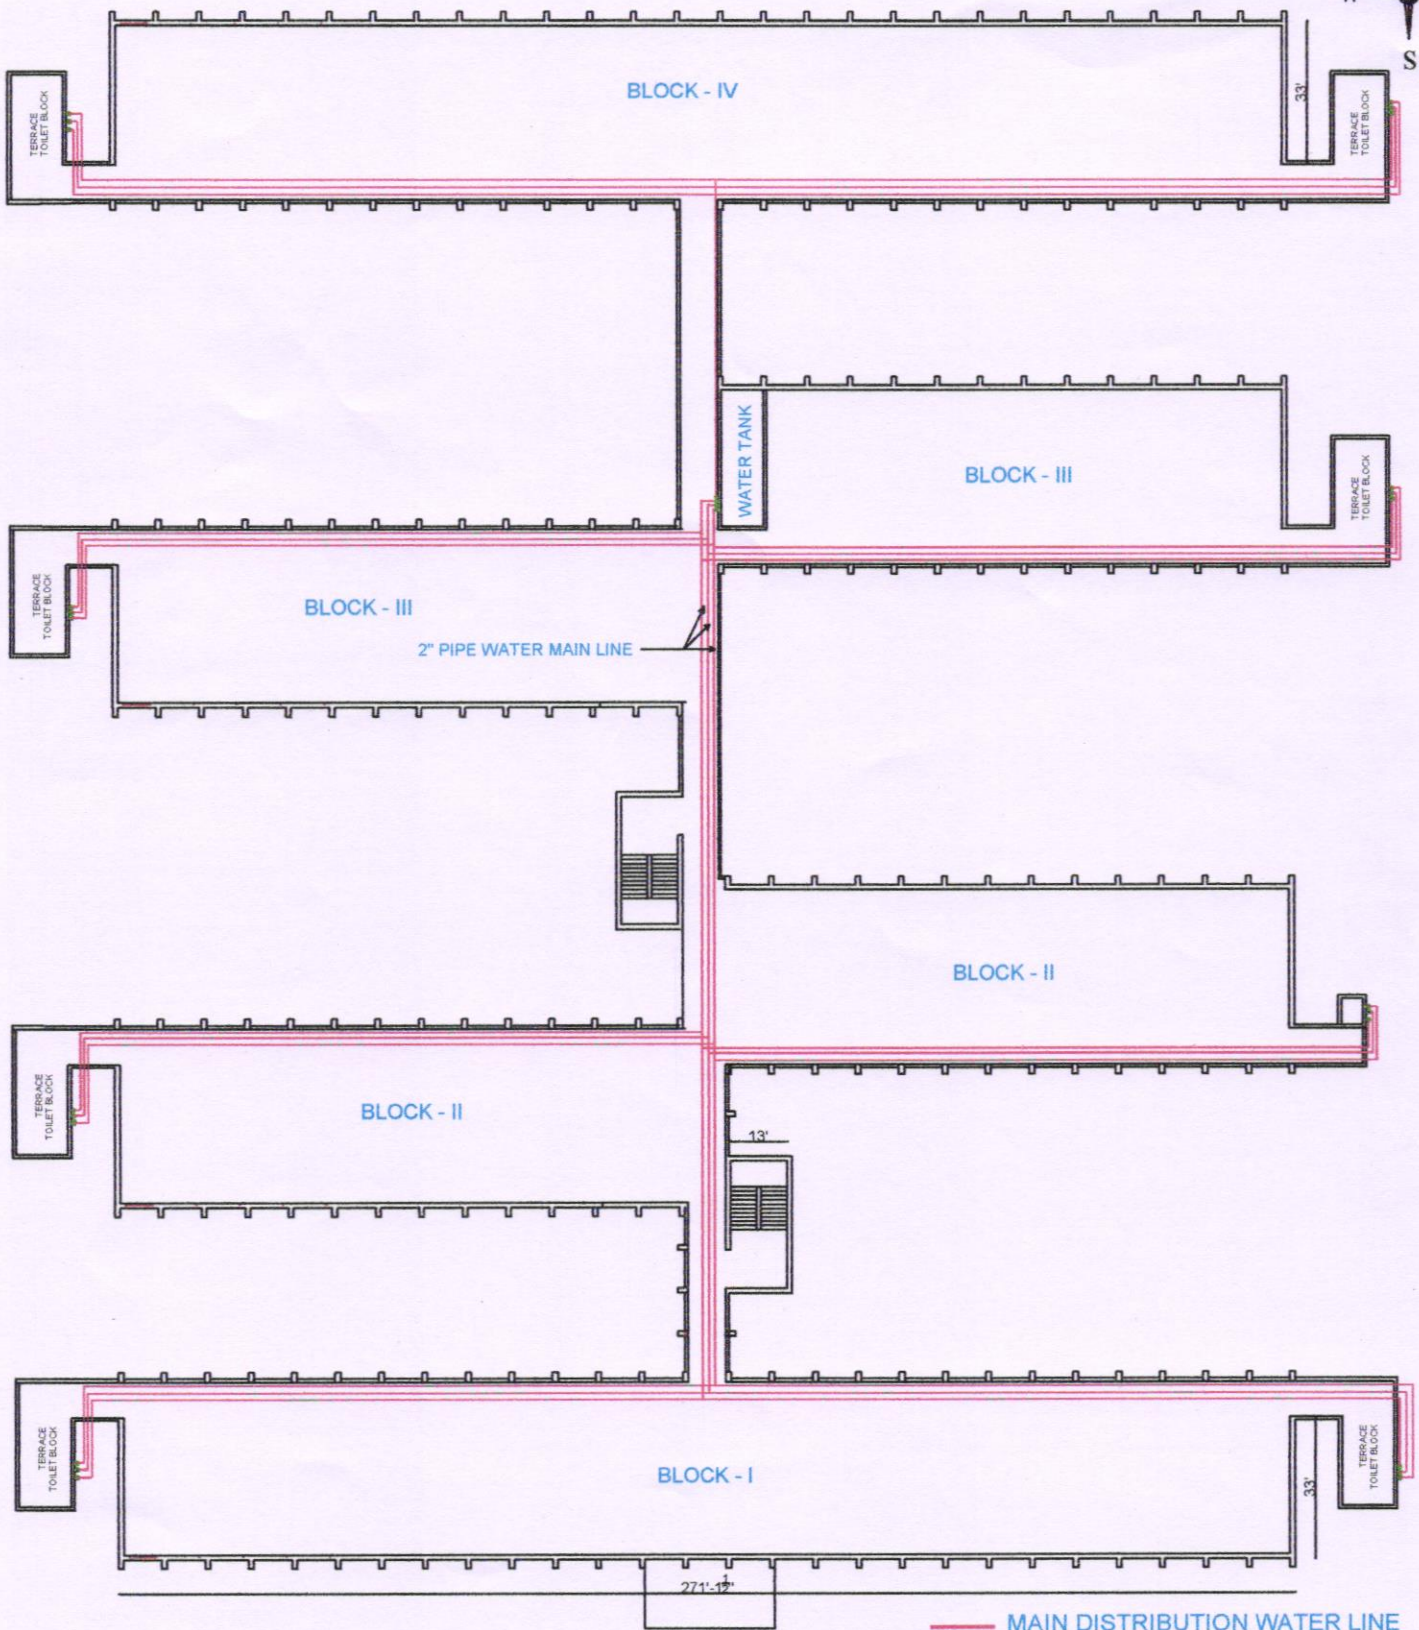 S
BLOCK - IV
33'
TERRACE
TOILET BLOCK
TERRACE
TOILET BLOCK
WATER TANK
BLOCK - III
TERRACE
TOILET BLOCK
TERRACE
TOILET BLOCK
BLOCK - III
2" PIPE WATER MAIN LINE
BLOCK - II
TERRACE
TOILET BLOCK
BLOCK - II
13'
TERRACE
TOILET BLOCK
TERRACE
TOILET BLOCK
BLOCK - I
33'
MAIN DISTRIBUTION WATER LINE